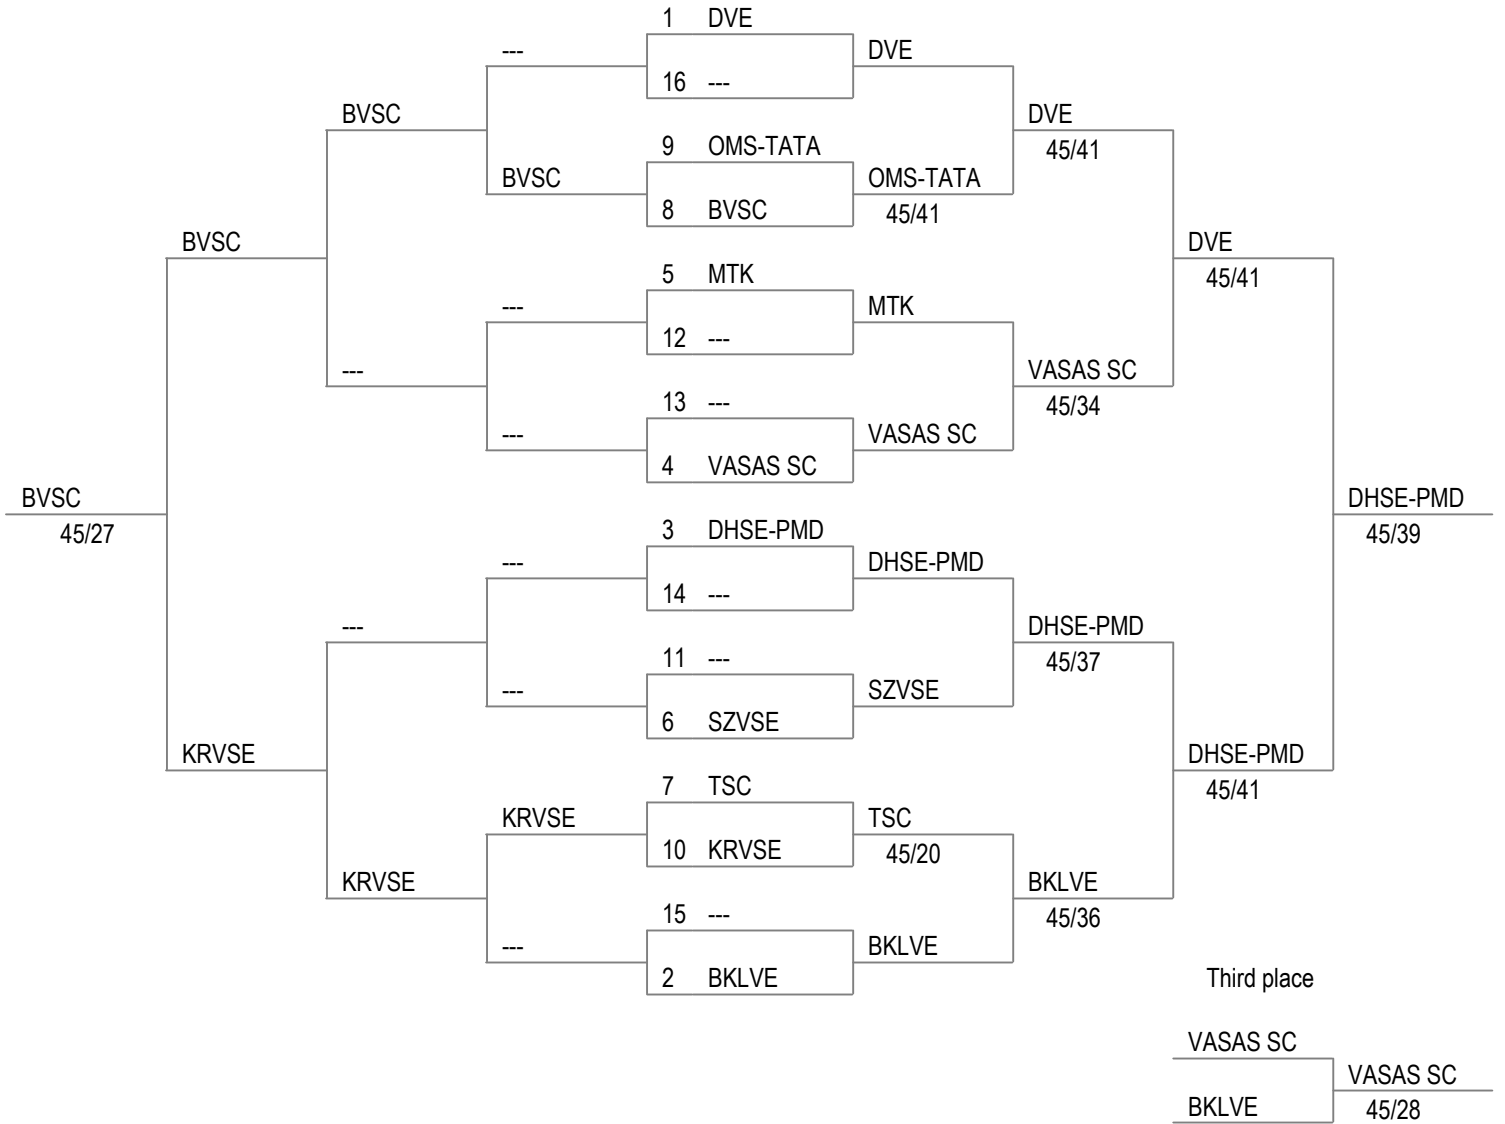 1 DVE
--- DVE
16 ---
BVSC DVE
9 OMS-TATA 45/41
BVSC OMS-TATA
8 BVSC 45/41
BVSC DVE
5 MTK 45/41
--- MTK
12 ---
--- VASAS SC
13 --- 45/34
--- VASAS SC
4 VASAS SC
BVSC DHSE-PMD
45/27 3 DHSE-PMD 45/39
--- DHSE-PMD
14 ---
--- DHSE-PMD
11 --- 45/37
--- SZVSE
6 SZVSE
KRVSE DHSE-PMD
7 TSC 45/41
KRVSE TSC
10 KRVSE 45/20
KRVSE BKLVE
15 --- 45/36
--- BKLVE
2 BKLVE
Third place
VASAS SC
VASAS SC
BKLVE 45/28